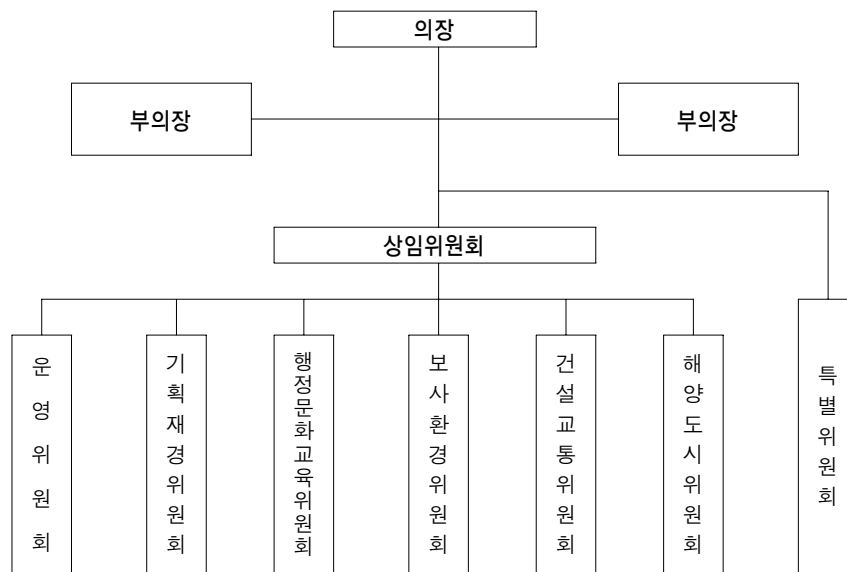 의장
부의장
부의장
상임위원회
운영위원회
기획재경위원회
행정문화교육위원회
보사환경위원회
건설교통위원회
해양도시위원회
특별위원회